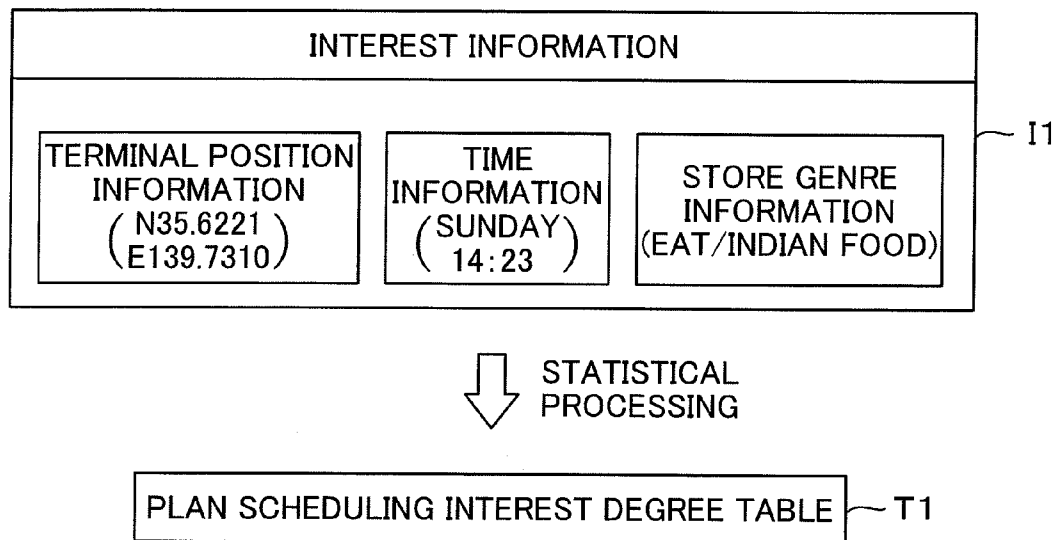 INTEREST INFORMATION
I1
TERMINAL POSITION
INFORMATION
(N35.6221
E139.7310)
TIME
INFORMATION
(SUNDAY
14:23)
STORE GENRE
INFORMATION
(EAT/INDIAN FOOD)
STATISTICAL
PROCESSING
PLAN SCHEDULING INTEREST DEGREE TABLE
T1